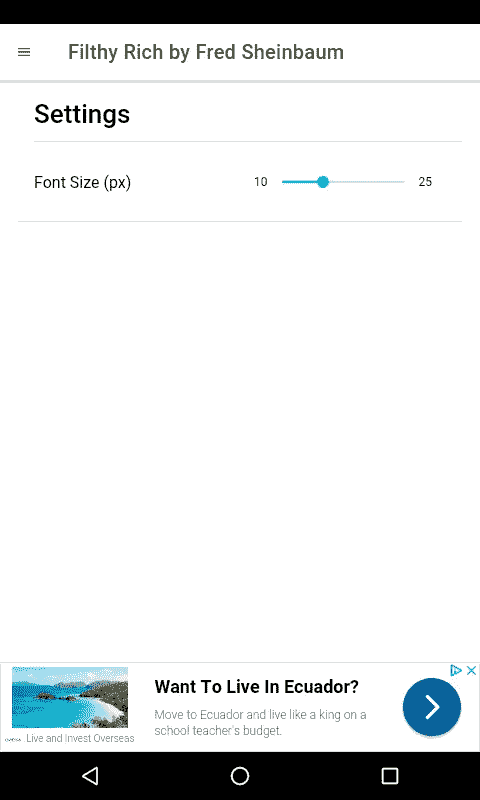 Filthy Rich by Fred Sheinbaum
Settings
Font Size (px)
10
25
Want To Live In Ecuador?
Move to Ecuador and live like a king on a
school teacher's budget.
Live and Invest Overseas